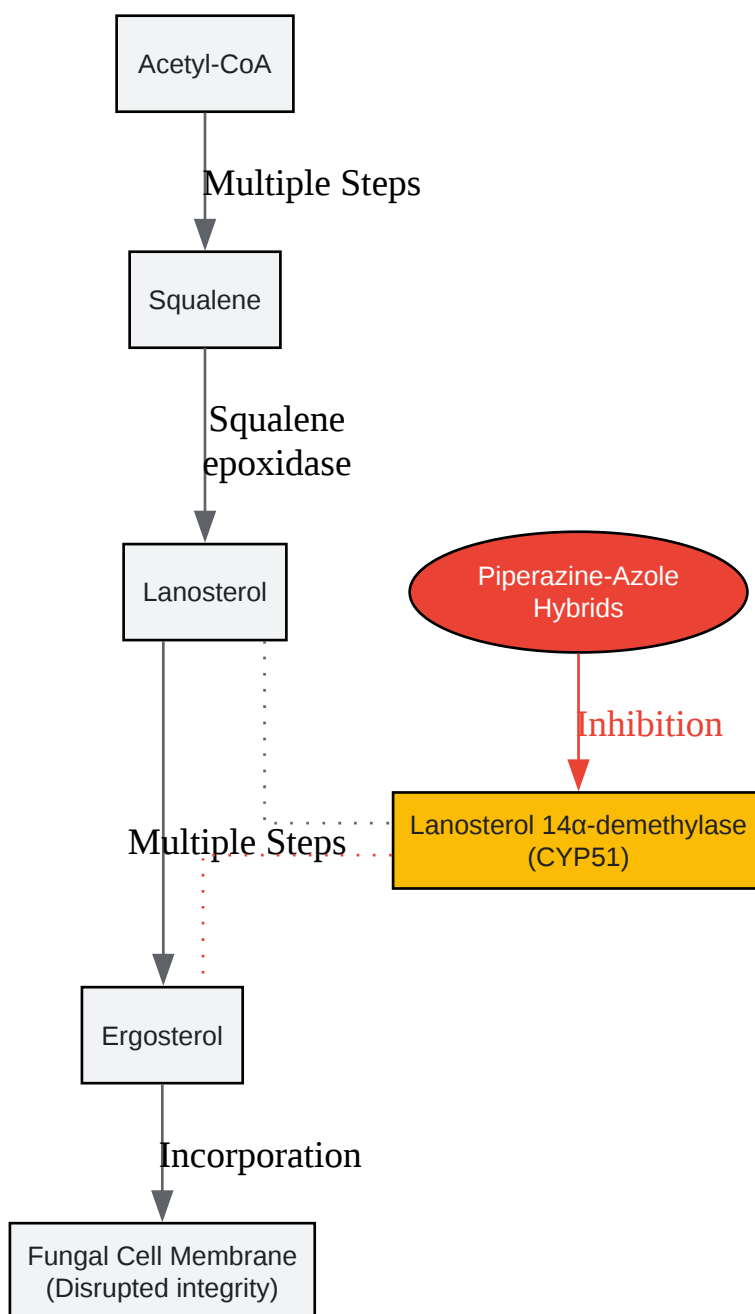 Acetyl-CoA
Multiple Steps
Squalene
Squalene
epoxidase
Lanosterol
Piperazine-Azole
Hybrids
Inhibition
Lanosterol 14α-demethylase
(CYP51)
Multiple Steps
Ergosterol
Incorporation
Fungal Cell Membrane
(Disrupted integrity)